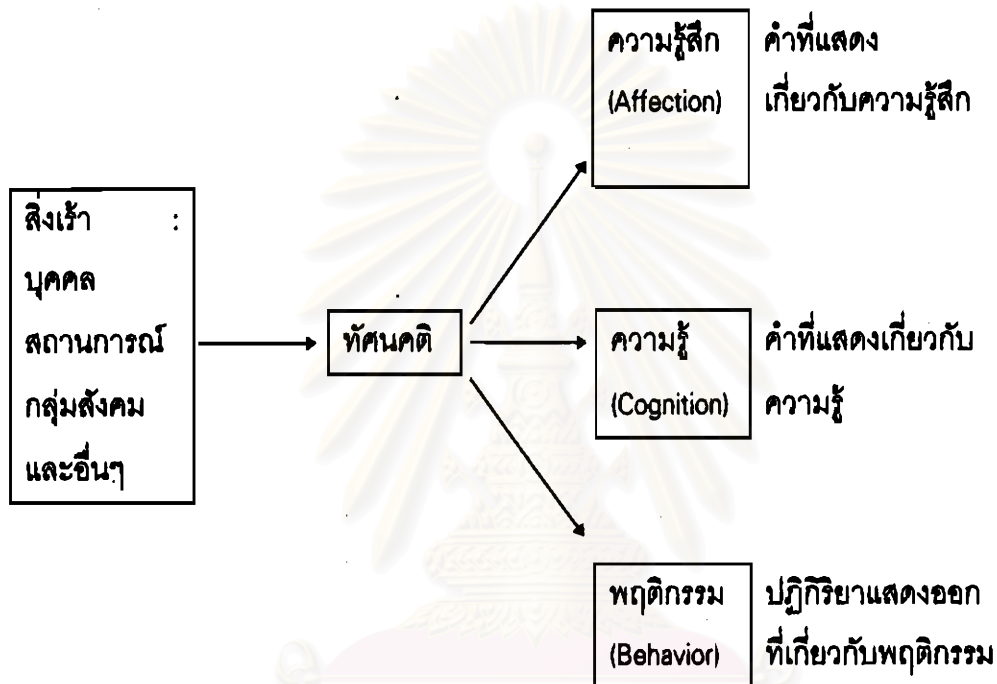 ความรู้สึก คำที่แสดง
(Affection) เกี่ยวกับความรู้สึก
สิ่งเร้า :
บุคคล
สถานการณ์
กลุ่มสังคม
และอื่นๆ
ทัศนคติ
ความรู้ คำที่แสดงเกี่ยวกับ
(Cognition) ความรู้
พฤติกรรม ปฏิกิริยาแสดงออก
(Behavior) ที่เกี่ยวกับพฤติกรรม